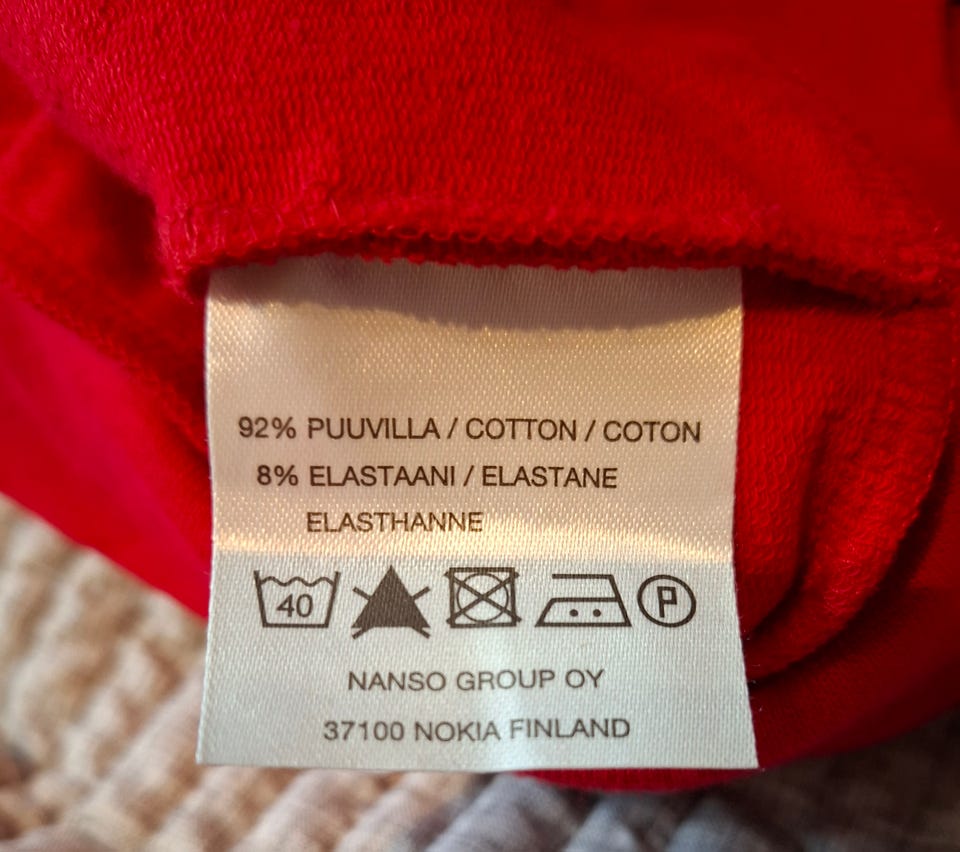 92% PUUVILLA / COTTON / COTON
8% ELASTAANI / ELASTANE
ELASTHANNE
40 P
NANSO GROUP OY
37100 NOKIA FINLAND